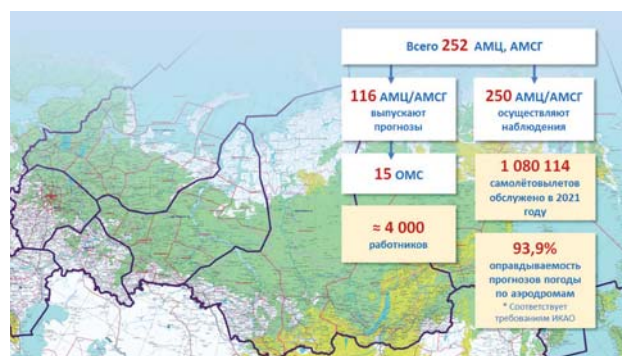 Всего 252 АМЦ, АМСГ
116 АМЦ/АМСГ
выпускают
прогнозы
250 АМЦ/АМСГ
осуществляют
наблюдения
15 ОМС
1 080 114
самолётовылетов
обслужено в 2021
году
≈ 4 000
работников
93,9%
оправдываемость
прогнозов погоды
по аэродромам
* Соответствует
требованиям ИКАО